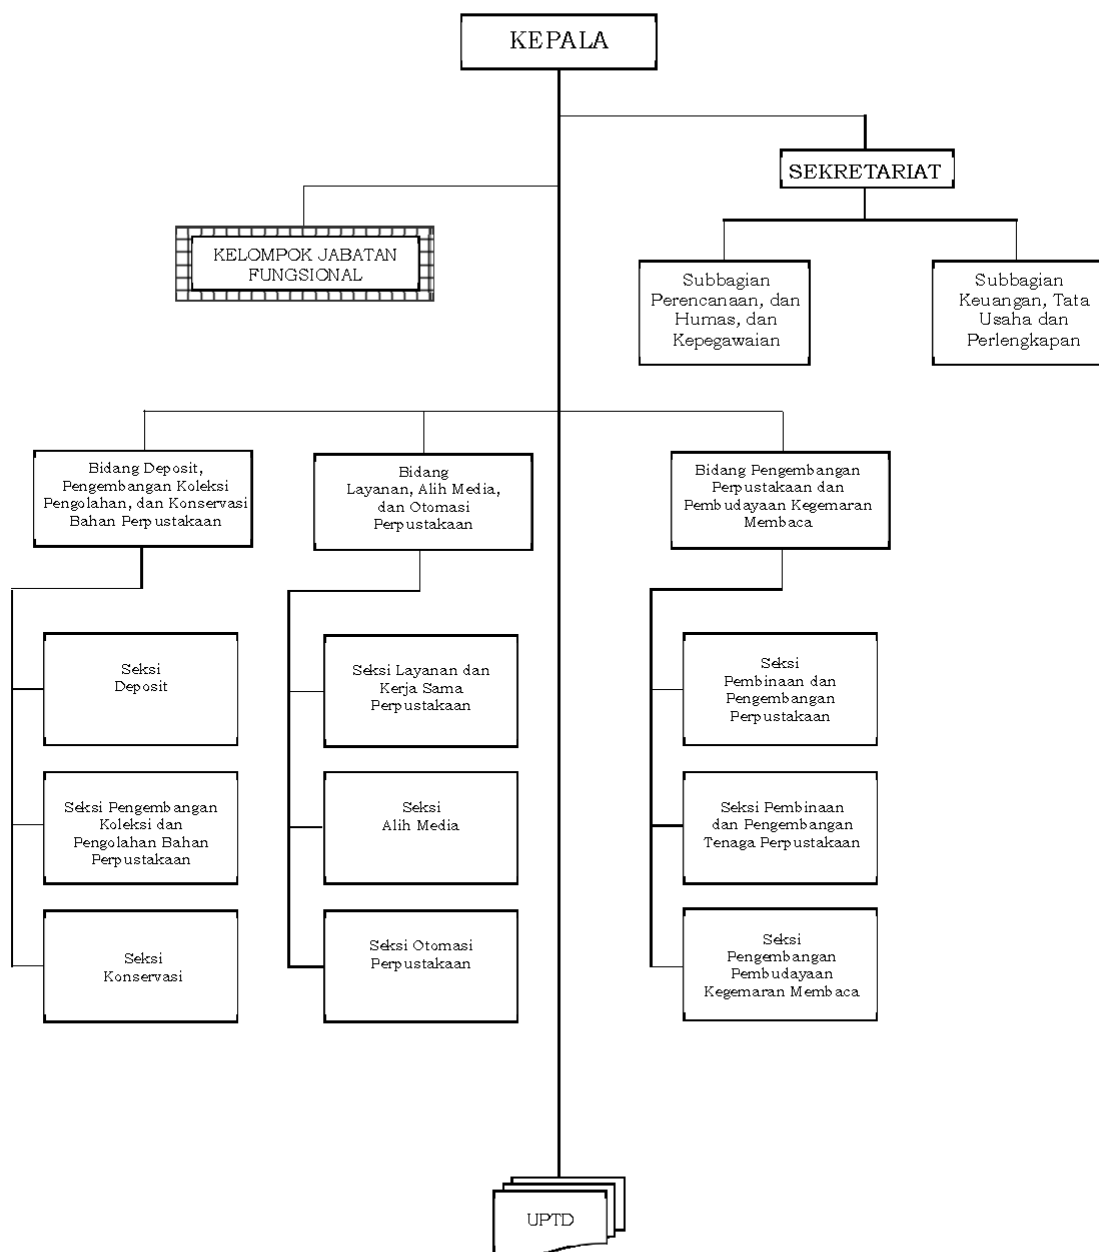 KEPALA
SEKRETARIAT
KELOMPOK JABATAN
FUNGSIONAL
Subbagian
Perencanaan, dan
Humas, dan
Kepegawaian
Subbagian
Keuangan, Tata
Usaha dan
Perlengkapan
Bidang Deposit,
Pengembangan Koleksi
Pengolahan, dan Konservasi
Bahan Perpustakaan
Bidang
Layanan, Alih Media,
dan Otomasi
Perpustakaan
Bidang Pengembangan
Perpustakaan dan
Pembudayaan Kegemaran
Membaca
Seksi
Deposit
Seksi Layanan dan
Kerja Sama
Perpustakaan
Seksi
Pembinaan dan
Pengembangan
Perpustakaan
Seksi Pengembangan
Koleksi dan
Pengolahan Bahan
Perpustakaan
Seksi
Alih Media
Seksi Pembinaan
dan Pengembangan
Tenaga Perpustakaan
Seksi
Konservasi
Seksi Otomasi
Perpustakaan
Seksi
Pengembangan
Pembudayaan
Kegemaran Membaca
UPTD